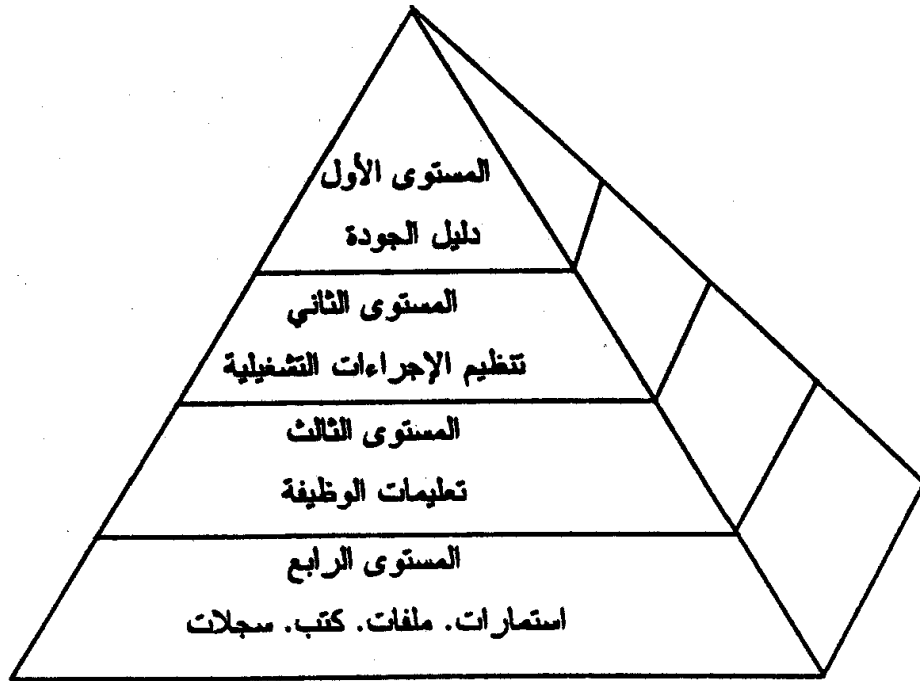 المستوى الأول
دليل الجودة
المستوى الثاني
تنظيم الإجراءات التشغيلية
المستوى الثالث
تعليمات الوظيفة
المستوى الرابع
استمارات. ملفات. كتب. سجلات